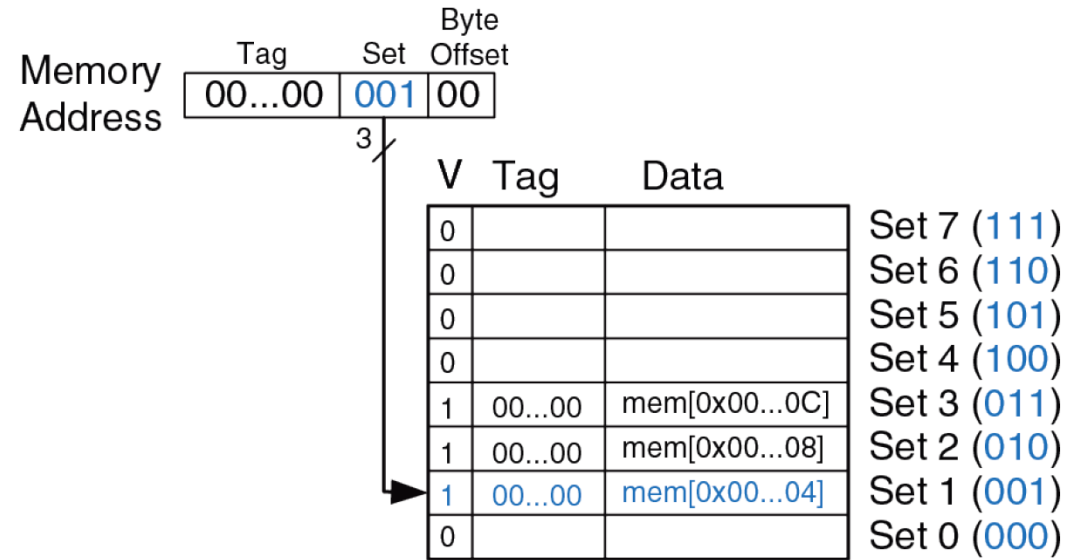 Byte
Tag Set Offset
Memory Address
00...00 001 00
3
V Tag Data
0 Set 7 (111)
0 Set 6 (110)
0 Set 5 (101)
0 Set 4 (100)
1 00...00 mem[0x00...0C] Set 3 (011)
1 00...00 mem[0x00...08] Set 2 (010)
1 00...00 mem[0x00...04] Set 1 (001)
0 Set 0 (000)